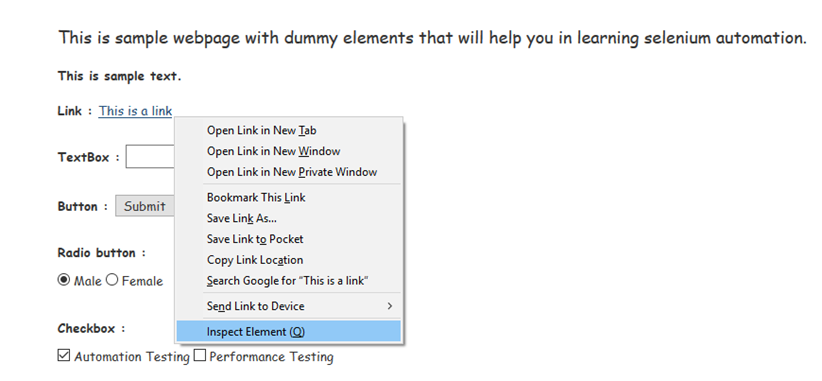 This is sample webpage with dummy elements that will help you in learning selenium automation.
This is sample text.
Link : This is a link
Open Link in New Tab
Open Link in New Window
Open Link in New Private Window
Bookmark This Link
Save Link As...
Save Link to Pocket
Copy Link Location
Search Google for "This is a link"
Send Link to Device
Inspect Element (Q)
TextBox :
Button : Submit
Radio button :
Male Female
Checkbox :
Automation Testing Performance Testing